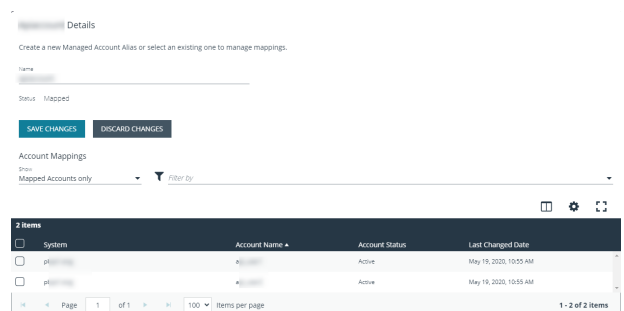 Details
Create a new Managed Account Alias or select an existing one to manage mappings.
Name
Status Mapped
SAVE CHANGES DISCARD CHANGES
Account Mappings
Show
Mapped Accounts only Filter by
2 items
System Account Name Account Status Last Changed Date
Active May 19, 2020, 10:55 AM
Active May 19, 2020, 10:55 AM
Page 1 of 1 100 Items per page 1 - 2 of 2 items